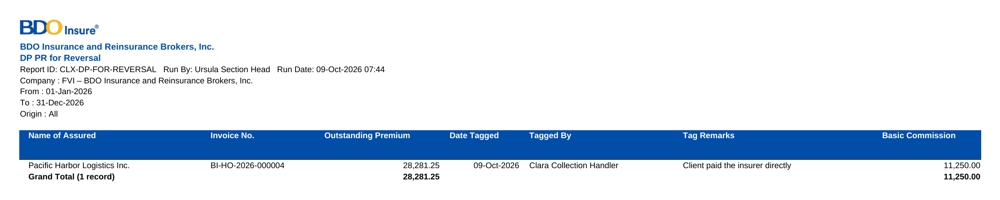 BDO Insure®
BDO Insurance and Reinsurance Brokers, Inc.
DP PR for Reversal
Report ID: CLX-DP-FOR-REVERSAL   Run By: Ursula Section Head   Run Date: 09-Oct-2026 07:44
Company : FVI – BDO Insurance and Reinsurance Brokers, Inc.
From : 01-Jan-2026
To : 31-Dec-2026
Origin : All
Name of Assured   Invoice No.   Outstanding Premium   Date Tagged   Tagged By   Tag Remarks   Basic Commission
Pacific Harbor Logistics Inc.   BI-HO-2026-000004   28,281.25   09-Oct-2026   Clara Collection Handler   Client paid the insurer directly   11,250.00
Grand Total (1 record)   28,281.25   11,250.00